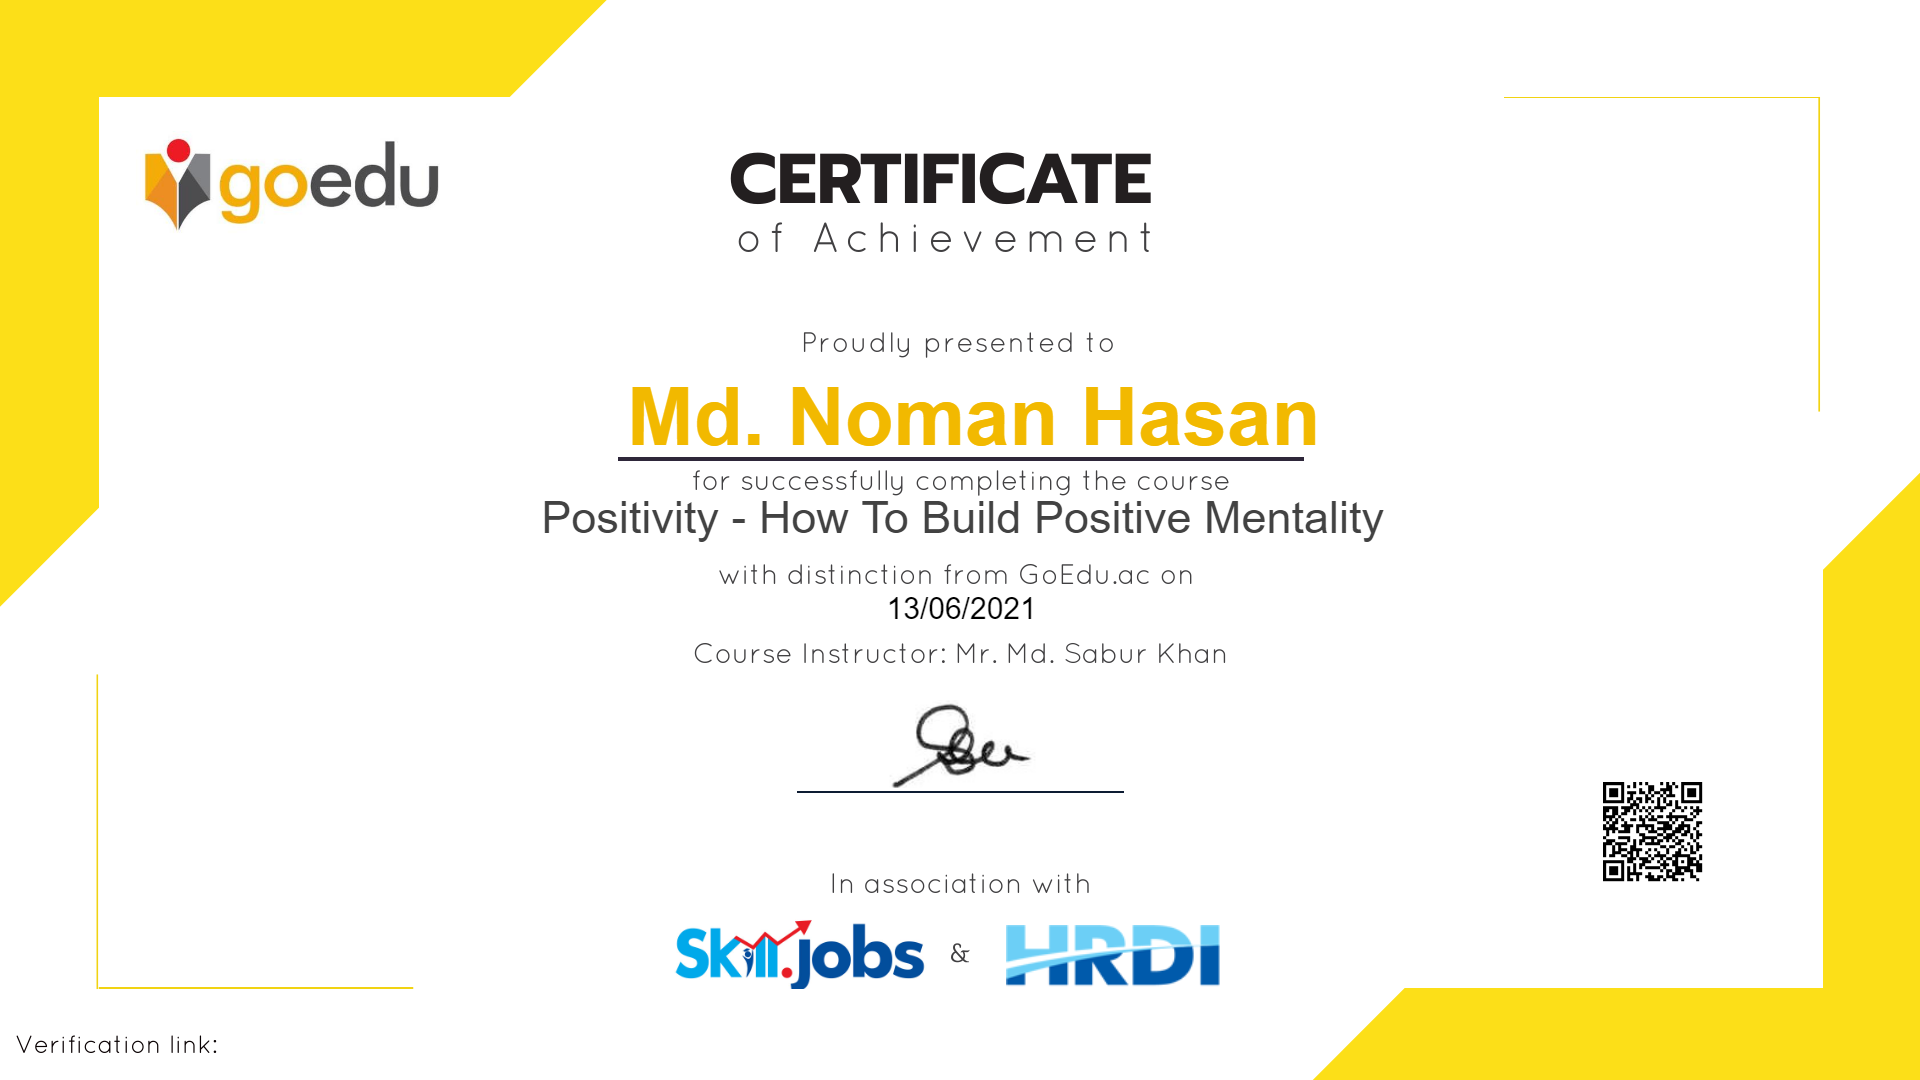 goedu
CERTIFICATE
of Achievement
Proudly presented to
Md. Noman Hasan
for successfully completing the course
Positivity - How To Build Positive Mentality
with distinction from GoEdu.ac on
13/06/2021
Course Instructor: Mr. Md. Sabur Khan
In association with
Skill.jobs & HRDI
Verification link: